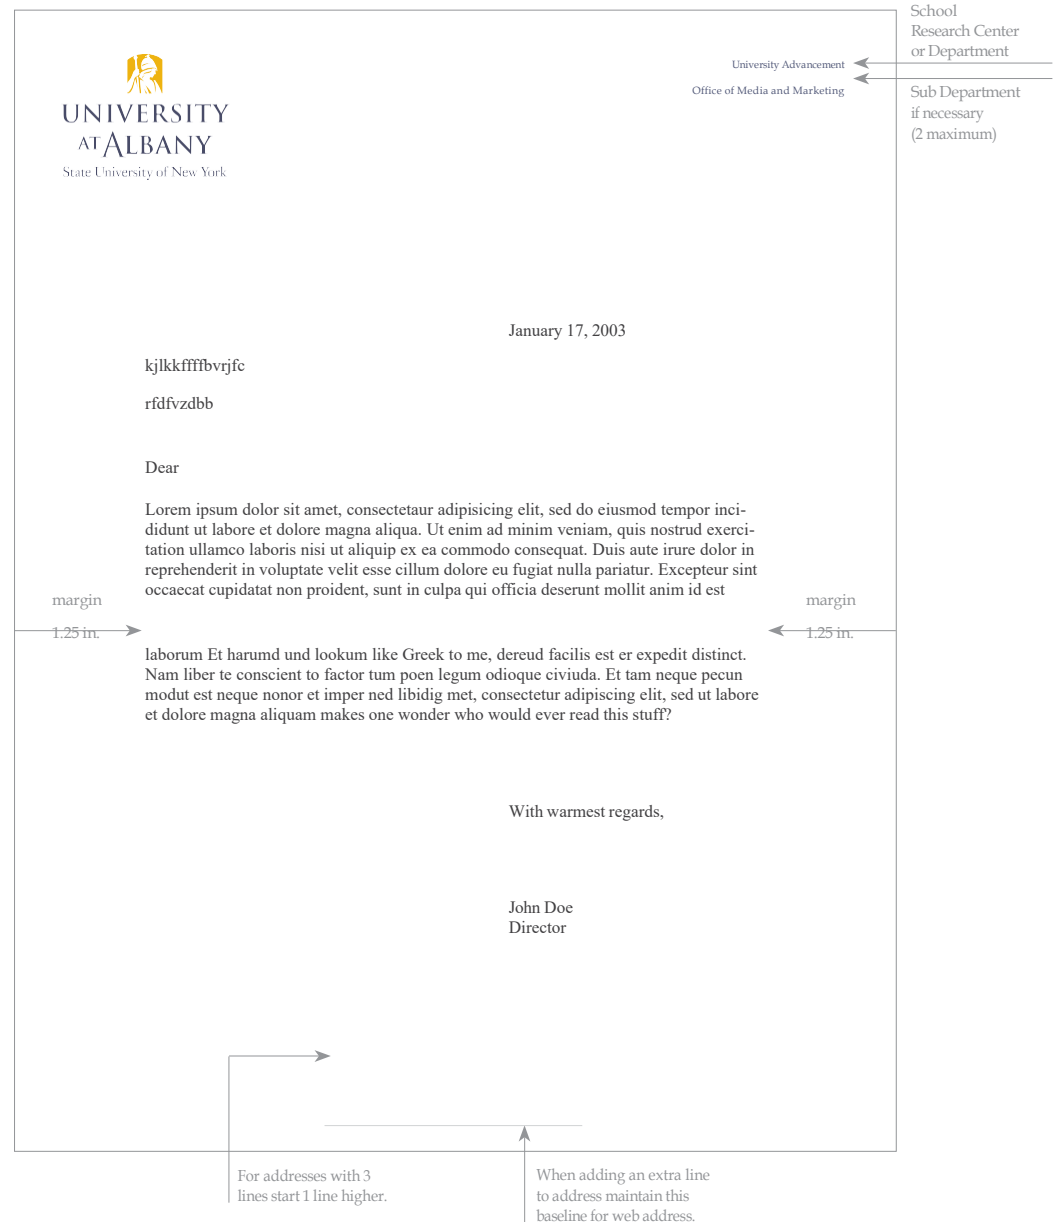 School
Research Center
or Department
University Advancement
Office of Media and Marketing
Sub Department
if necessary
(2 maximum)
UNIVERSITY
AT ALBANY
State University of New York
January 17, 2003
kjlkkffffbvrjfc
rfdfvzdbb
Dear
Lorem ipsum dolor sit amet, consectetaur adipisicing elit, sed do eiusmod tempor inci-
didunt ut labore et dolore magna aliqua. Ut enim ad minim veniam, quis nostrud exerci-
tation ullamco laboris nisi ut aliquip ex ea commodo consequat. Duis aute irure dolor in
reprehenderit in voluptate velit esse cillum dolore eu fugiat nulla pariatur. Excepteur sint
occaecat cupidatat non proident, sunt in culpa qui officia deserunt mollit anim id est
margin
1.25 in.
margin
1.25 in.
laborum Et harumd und lookum like Greek to me, dereud facilis est er expedit distinct.
Nam liber te conscient to factor tum poen legum odioque civiuda. Et tam neque pecun
modut est neque nonor et imper ned libidig met, consectetur adipiscing elit, sed ut labore
et dolore magna aliquam makes one wonder who would ever read this stuff?
With warmest regards,
John Doe
Director
For addresses with 3
lines start 1 line higher.
When adding an extra line
to address maintain this
baseline for web address.